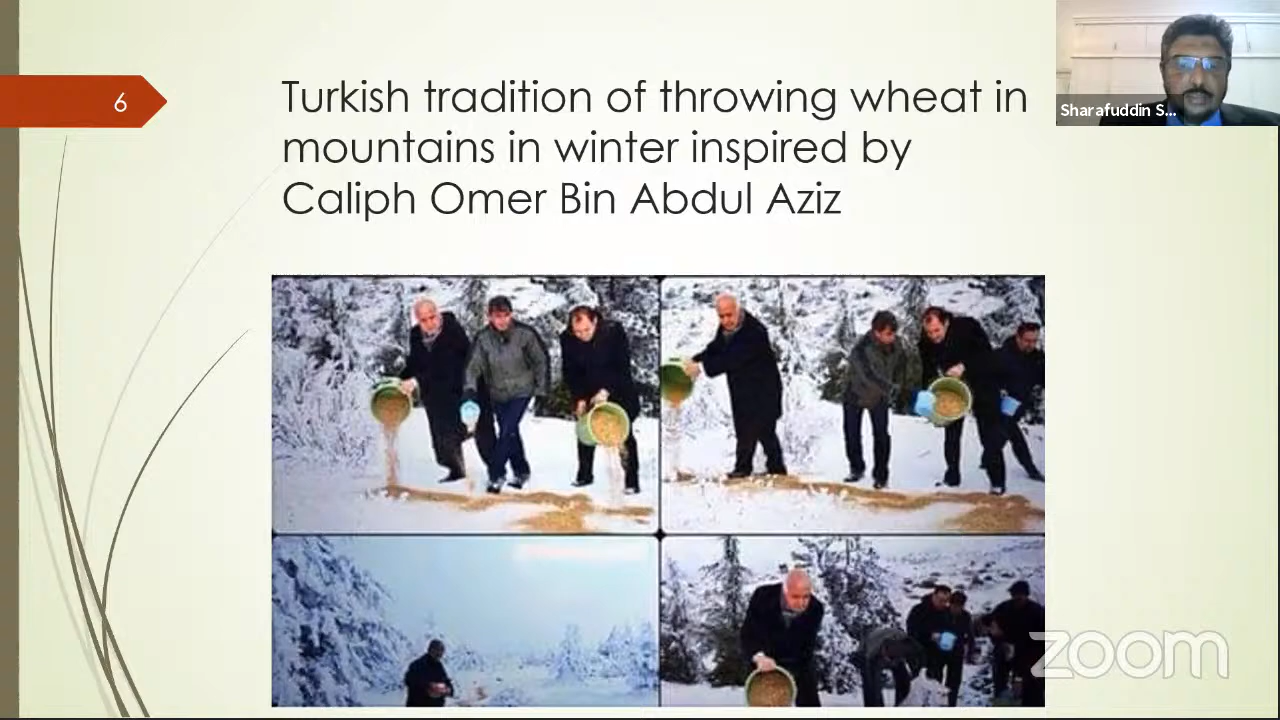 6
Turkish tradition of throwing wheat in
mountains in winter inspired by
Caliph Omer Bin Abdul Aziz
Sharafuddin S...
zoom